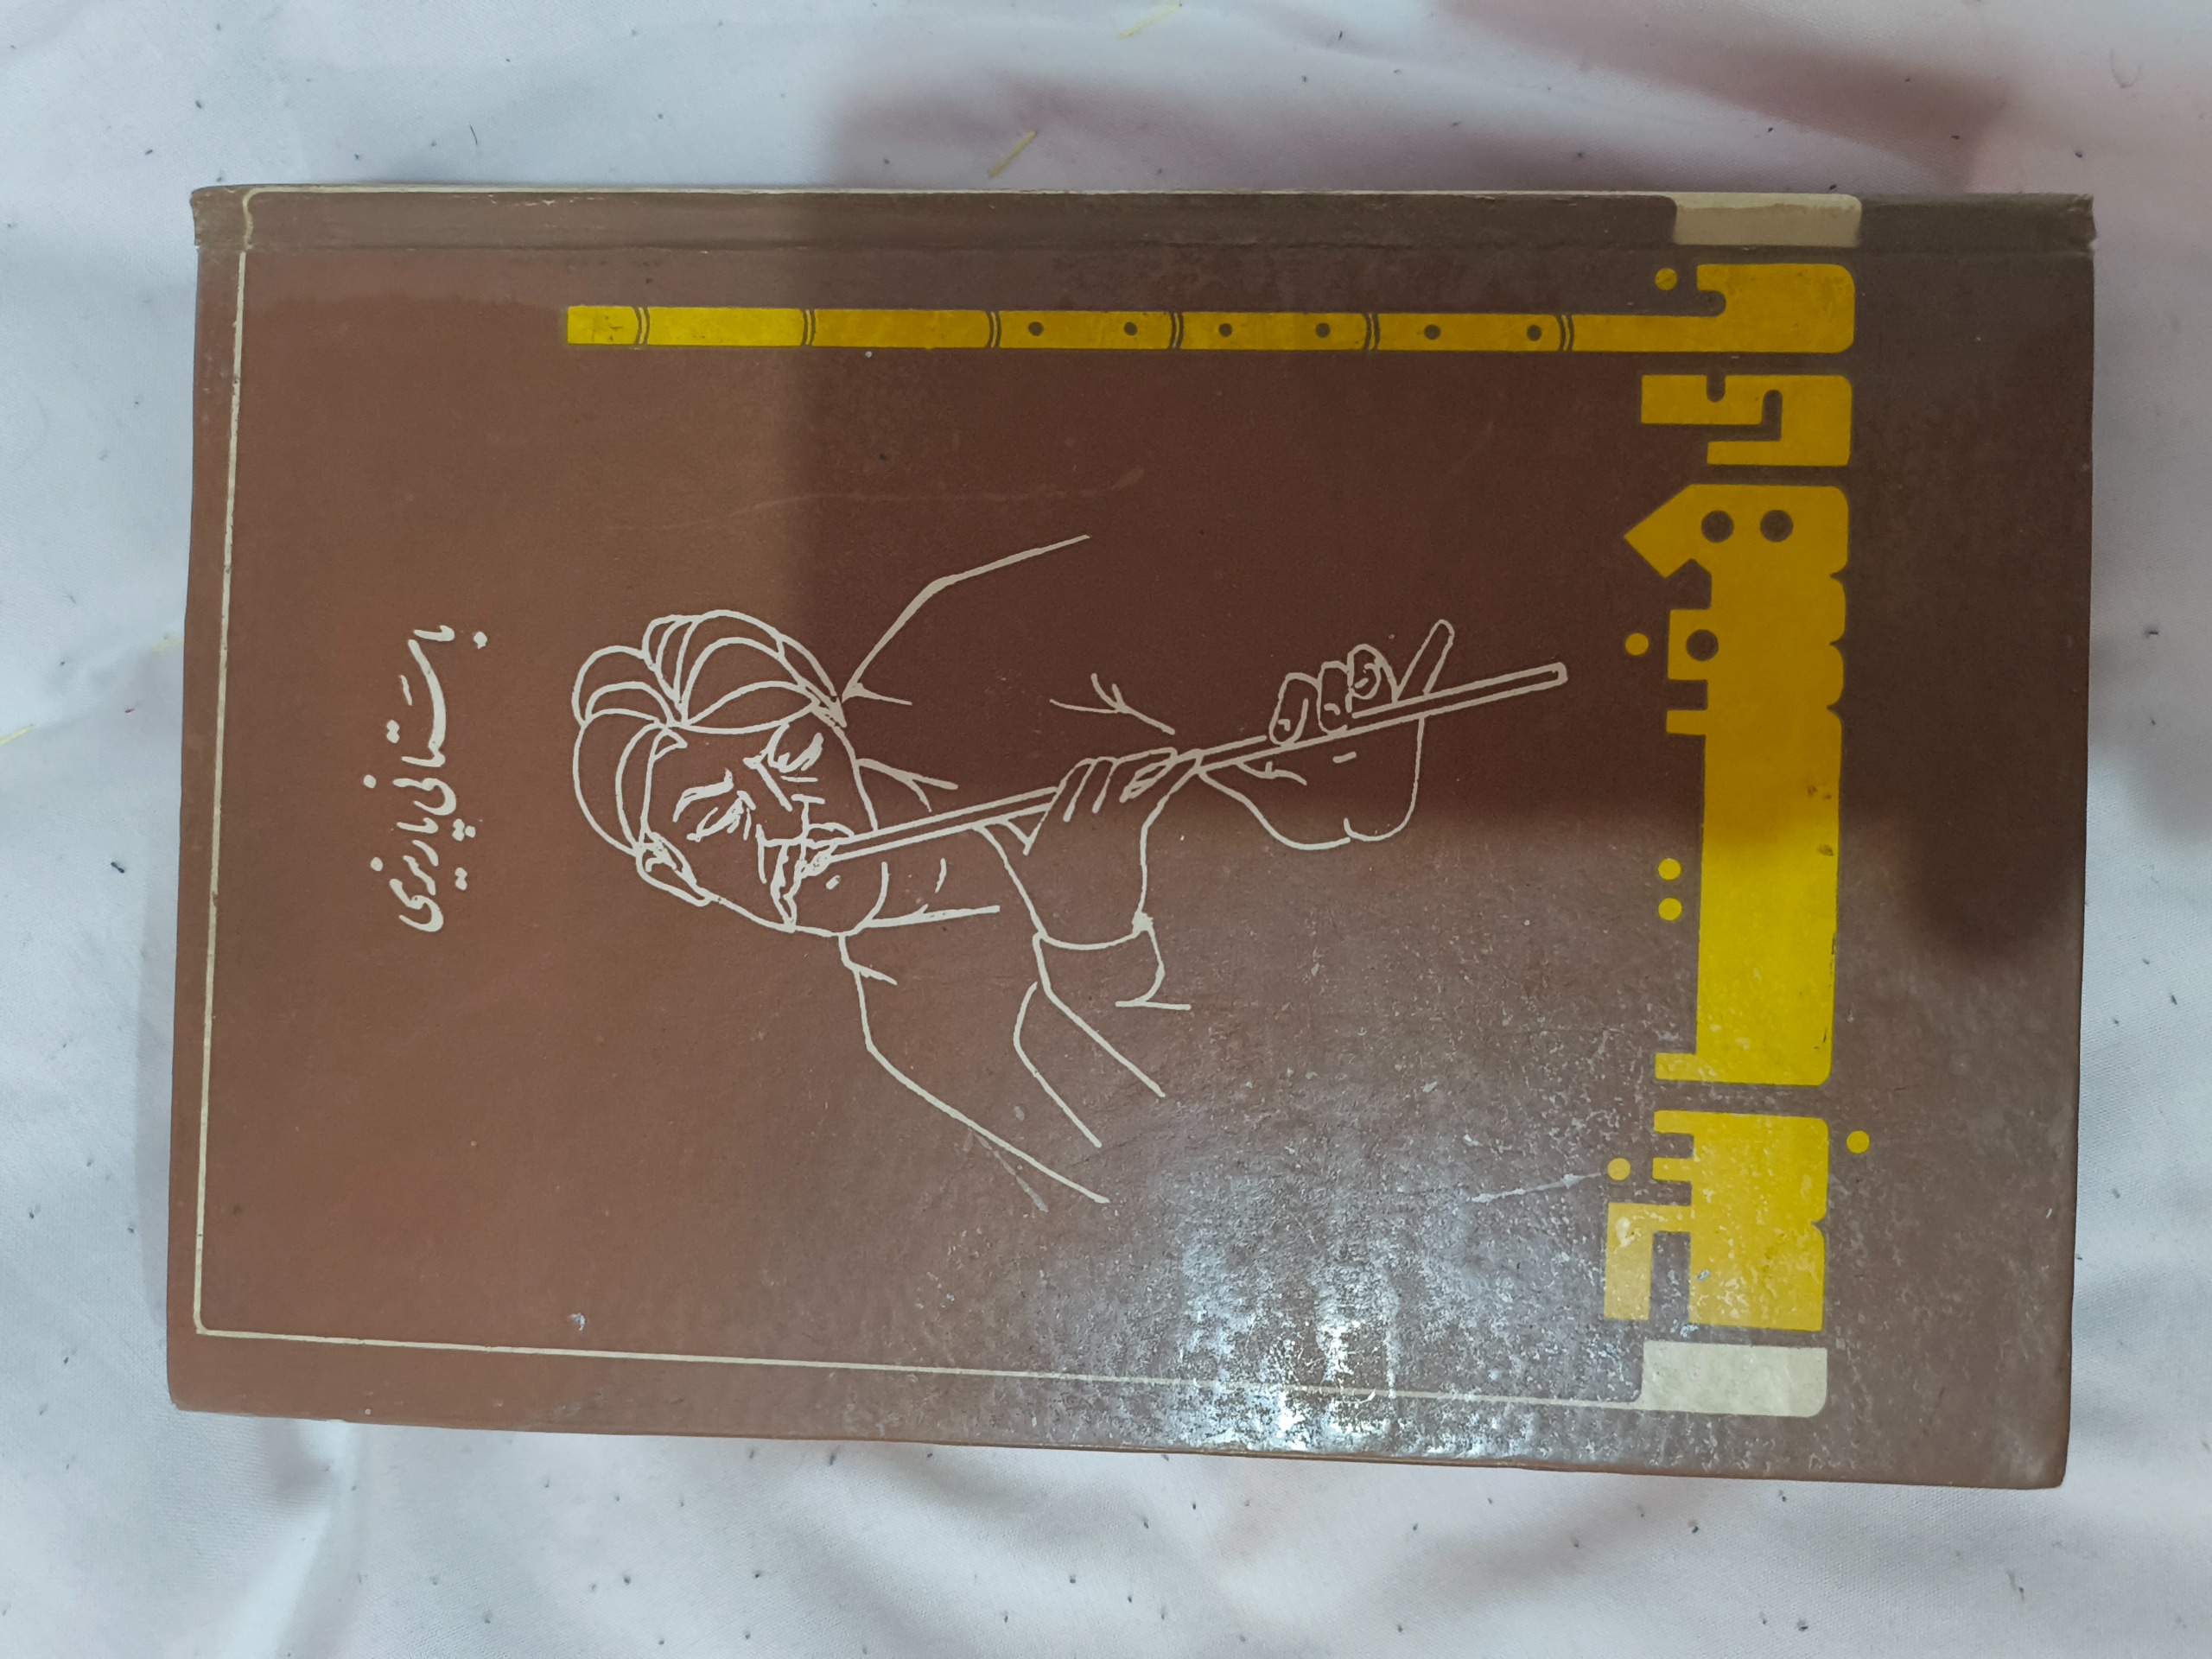 باستانی پاریزی
نای هفت بند